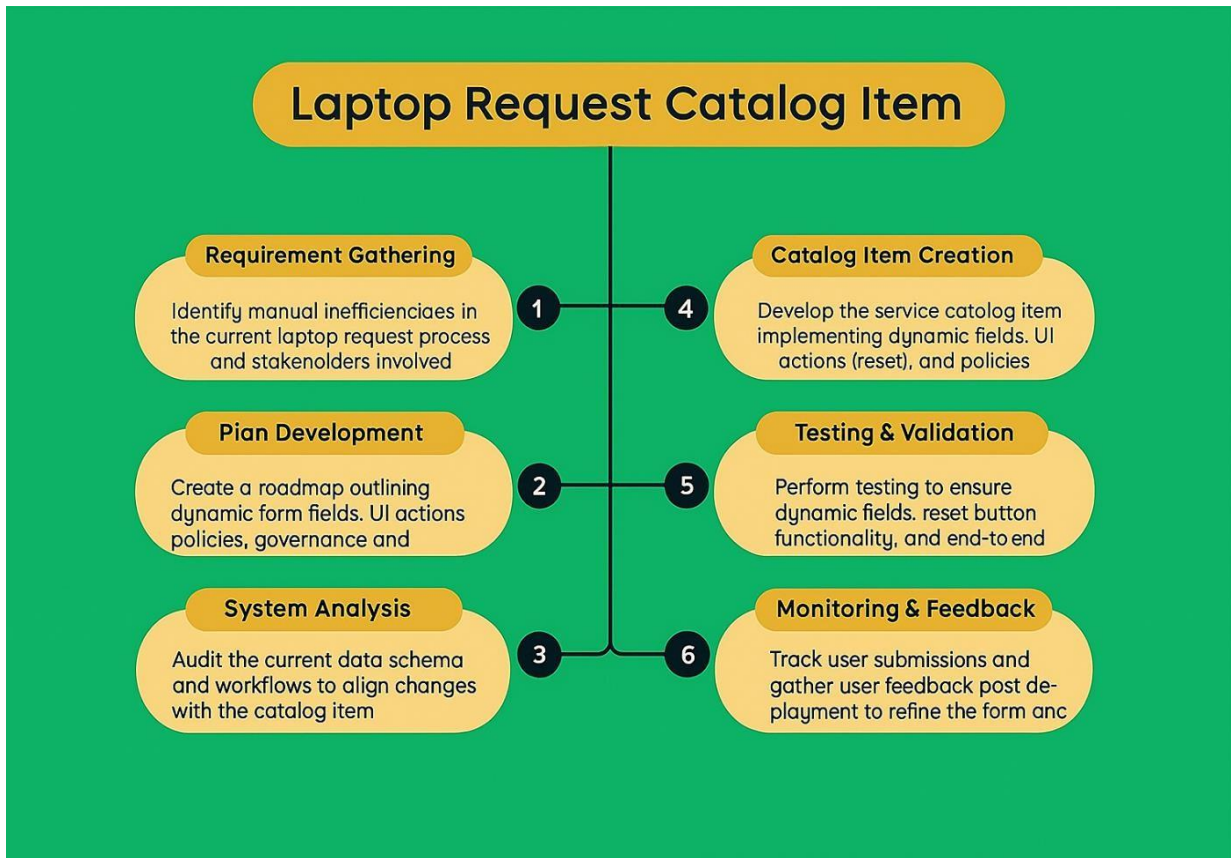 Laptop Request Catalog Item
Requirement Gathering
1
Identify manual inefficienciaes in
the current laptop request process
and stakenolders involved
Pian Development
2
Create a roadmap outlining
dynamic form fields. UI actions
policies, governance and
System Analysis
3
Audit the current data schema
and workflows to align changes
with the catalog item
Catalog Item Creation
4
Develop the service catolog item
implementing dynamic fields. UI
actions (reset), and policies
Testing & Validation
5
Perform testing to ensure
dynamic fields. reset button
functionality, and end-to end
Monitoring & Feedback
6
Track user submissions and
gather user feedback post de-
playment to refine the form anc